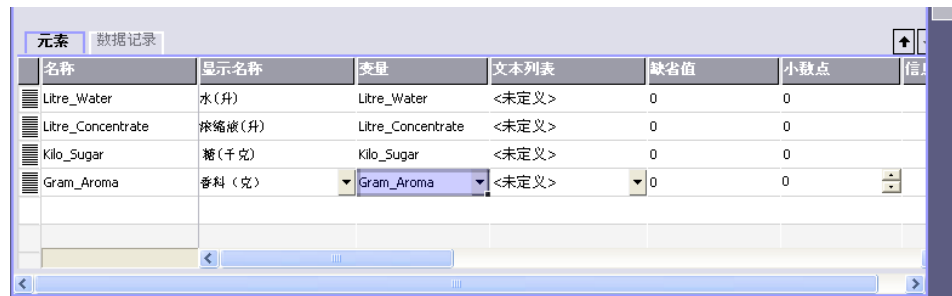 元素 数据记录
名称 显示名称 变量 文本列表 缺省值 小数点 信息
Litre_Water 水(升) Litre_Water <未定义> 0 0
Litre_Concentrate 浓缩液(升) Litre_Concentrate <未定义> 0 0
Kilo_Sugar 糖(千克) Kilo_Sugar <未定义> 0 0
Gram_Aroma 香料（克） Gram_Aroma <未定义> 0 0